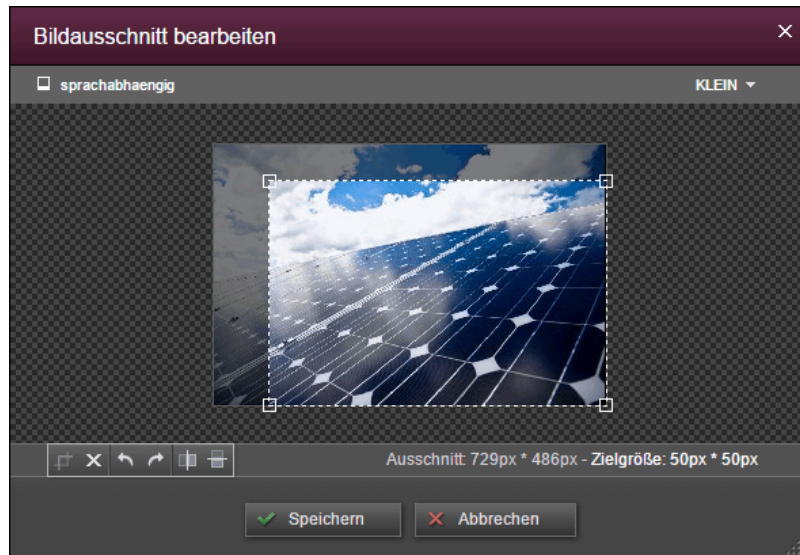 Bildausschnitt bearbeiten
sprachabhaengig
KLEIN
Ausschnitt: 729px * 486px - Zielgröße: 50px * 50px
Speichern
Abbrechen